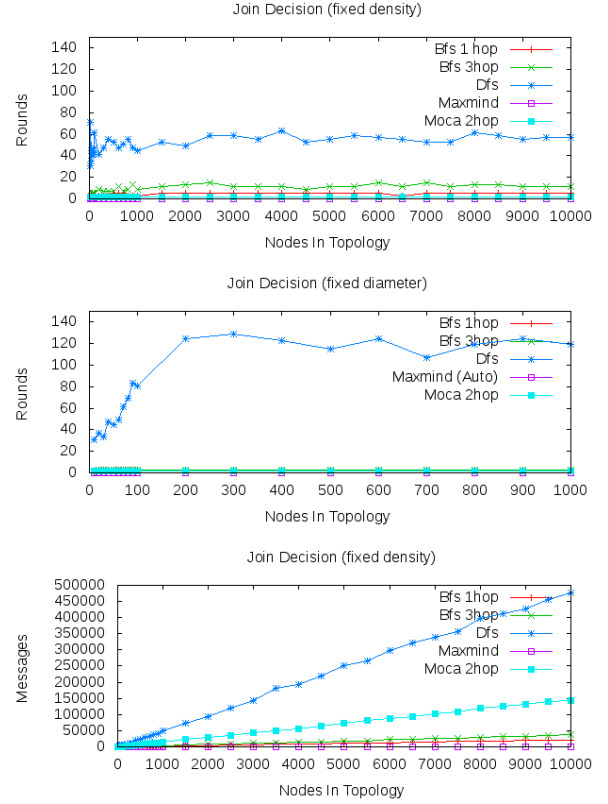 Join Decision (fixed density)
140
120
100
80
60
40
20
0
Rounds
Bfs 1 hop
Bfs 3hop
Dfs
Maxmind
Moca 2hop
0 1000 2000 3000 4000 5000 6000 7000 8000 9000 10000
Nodes In Topology
Join Decision (fixed diameter)
140
120
100
80
60
40
20
0
Rounds
Bfs 1hop
Bfs 3hop
Dfs
Maxmind (Auto)
Moca 2hop
0 100 200 300 400 500 600 700 800 900 1000
Nodes In Topology
Join Decision (fixed density)
500000
450000
400000
350000
300000
250000
200000
150000
100000
50000
0
Messages
Bfs 1hop
Bfs 3hop
Dfs
Maxmind
Moca 2hop
0 1000 2000 3000 4000 5000 6000 7000 8000 9000 10000
Nodes In Topology